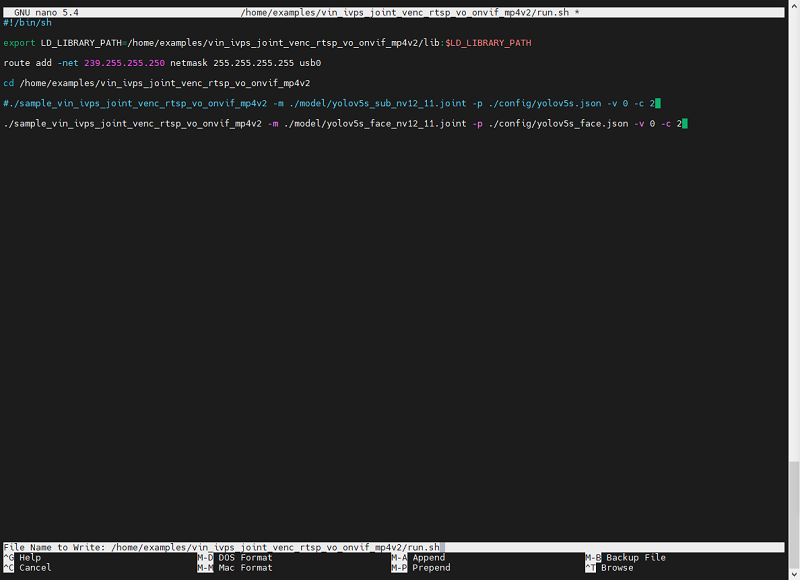 GNU nano 5.4 /home/examples/vin_ivps_joint_venc_rtsp_vo_onvif_mp4v2/run.sh *
#!/bin/sh
export LD_LIBRARY_PATH=/home/examples/vin_ivps_joint_venc_rtsp_vo_onvif_mp4v2/lib:$LD_LIBRARY_PATH
route add -net 239.255.255.250 netmask 255.255.255.255 usb0
cd /home/examples/vin_ivps_joint_venc_rtsp_vo_onvif_mp4v2
#./sample_vin_ivps_joint_venc_rtsp_vo_onvif_mp4v2 -m ./model/yolov5s_sub_nv12_11.joint -p ./config/yolov5s.json -v 0 -c 2
./sample_vin_ivps_joint_venc_rtsp_vo_onvif_mp4v2 -m ./model/yolov5s_face_nv12_11.joint -p ./config/yolov5s_face.json -v 0 -c 2
File Name to Write: /home/examples/vin_ivps_joint_venc_rtsp_vo_onvif_mp4v2/run.sh
^G Help M-D DOS Format M-A Append M-B Backup File
^C Cancel M-M Mac Format M-P Prepend ^T Browse